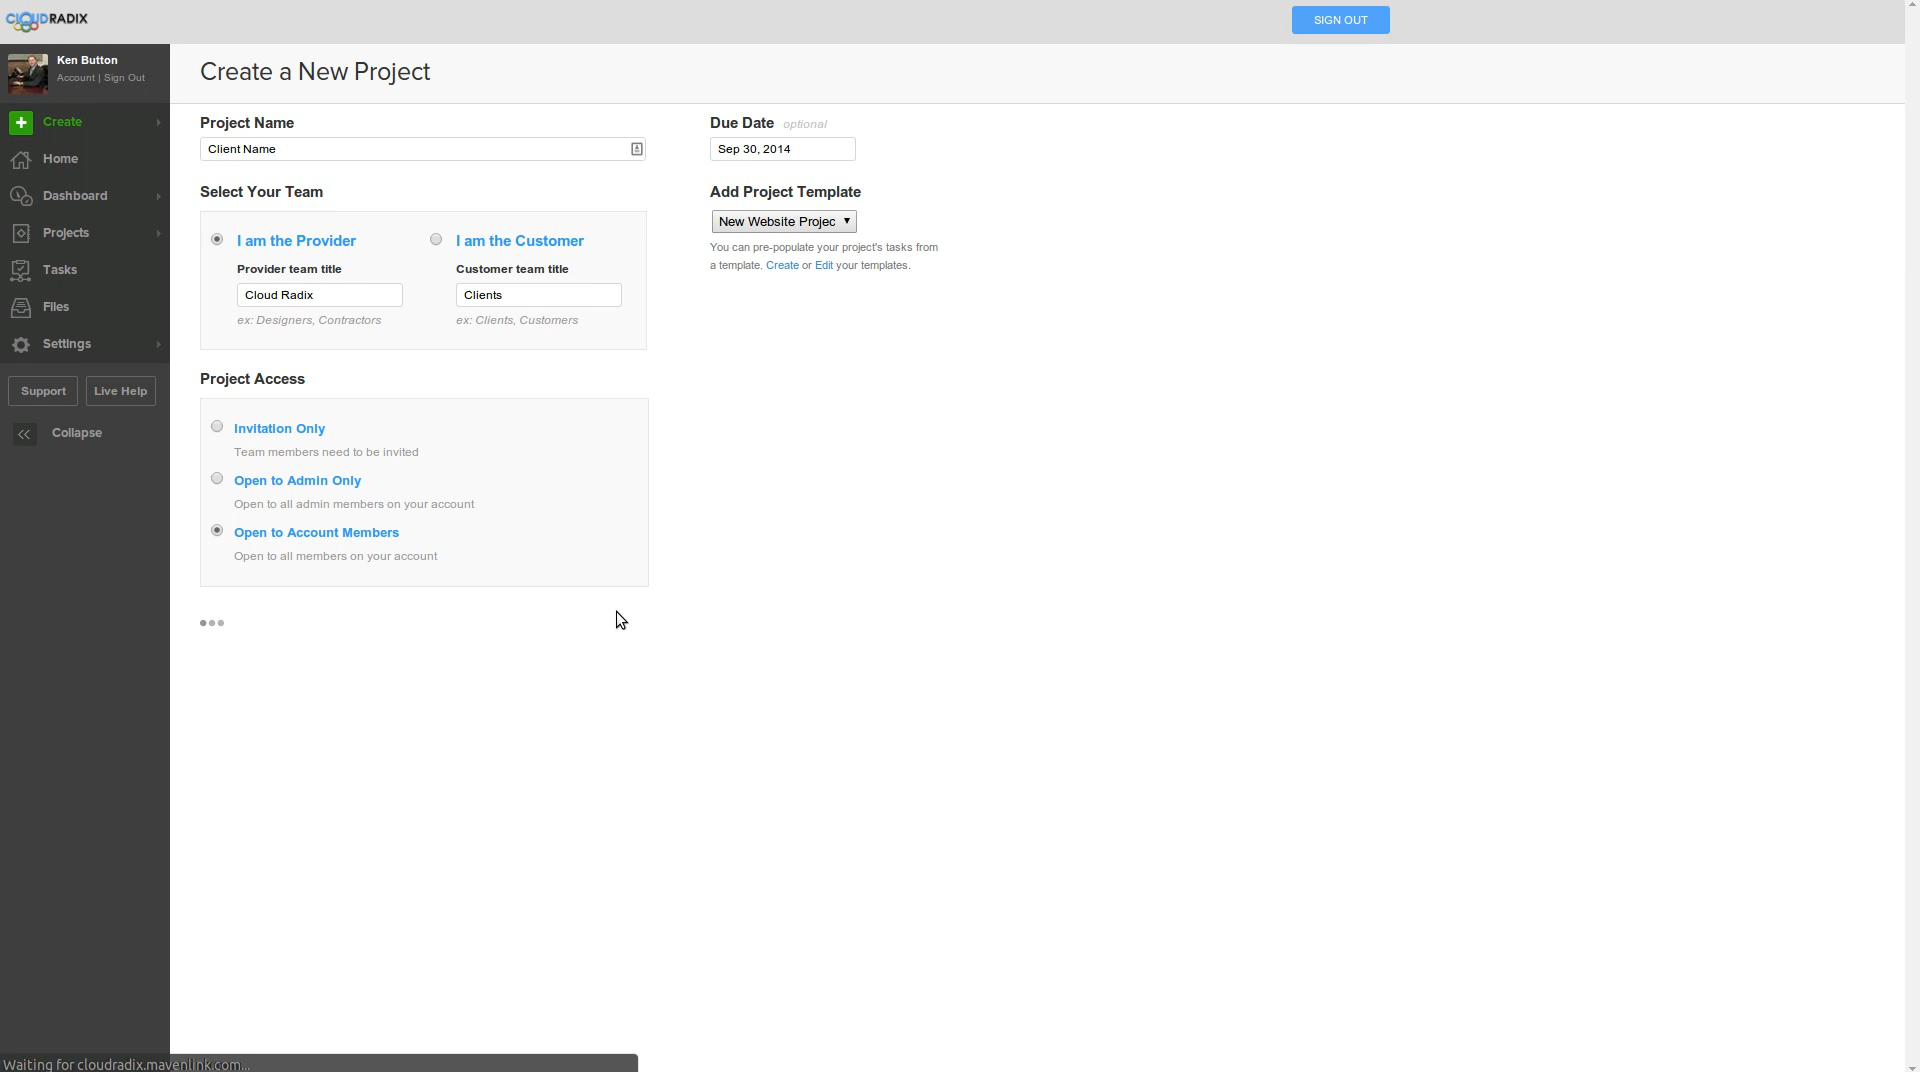 CLOUDRADIX
SIGN OUT
Ken Button
Account | Sign Out
Create
Home
Dashboard
Projects
Tasks
Files
Settings
Support
Live Help
Collapse
Create a New Project
Project Name
Client Name
Due Date optional
Sep 30, 2014
Select Your Team
I am the Provider
Provider team title
Cloud Radix
ex: Designers, Contractors
I am the Customer
Customer team title
Clients
ex: Clients, Customers
Add Project Template
New Website Projec
You can pre-populate your project's tasks from
a template. Create or Edit your templates.
Project Access
Invitation Only
Team members need to be invited
Open to Admin Only
Open to all admin members on your account
Open to Account Members
Open to all members on your account
Waiting for cloudradix.mavenlink.com...